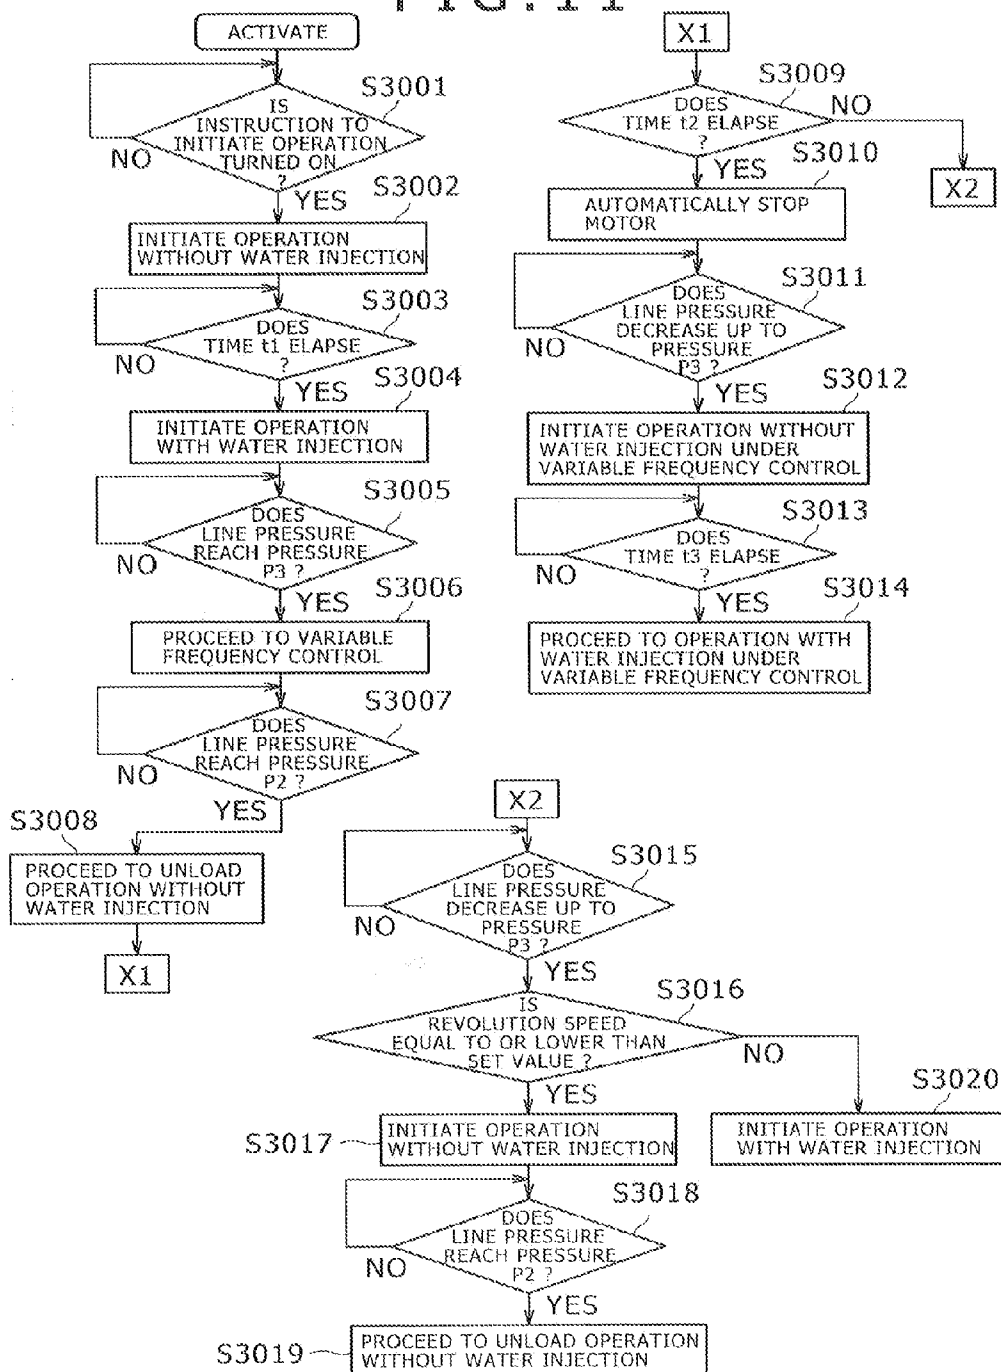 FIG.11
ACTIVATE
S3001
IS
INSTRUCTION TO
INITIATE OPERATION
TURNED ON
?
NO
YES
S3002
INITIATE OPERATION
WITHOUT WATER INJECTION
S3003
DOES
TIME t1 ELAPSE
?
NO
YES
S3004
INITIATE OPERATION
WITH WATER INJECTION
S3005
DOES
LINE PRESSURE
REACH PRESSURE
P3 ?
NO
YES
S3006
PROCEED TO VARIABLE
FREQUENCY CONTROL
S3007
DOES
LINE PRESSURE
REACH PRESSURE
P2 ?
NO
YES
S3008
PROCEED TO UNLOAD
OPERATION WITHOUT
WATER INJECTION
X1
X1
S3009
DOES
TIME t2 ELAPSE
?
NO
X2
YES
S3010
AUTOMATICALLY STOP
MOTOR
S3011
DOES
LINE PRESSURE
DECREASE UP TO
PRESSURE
P3 ?
NO
YES
S3012
INITIATE OPERATION WITHOUT
WATER INJECTION UNDER
VARIABLE FREQUENCY CONTROL
S3013
DOES
TIME t3 ELAPSE
?
NO
YES
S3014
PROCEED TO OPERATION WITH
WATER INJECTION UNDER
VARIABLE FREQUENCY CONTROL
X2
S3015
DOES
LINE PRESSURE
DECREASE UP TO
PRESSURE
P3 ?
NO
YES
S3016
IS
REVOLUTION SPEED
EQUAL TO OR LOWER THAN
SET VALUE ?
NO
YES
S3020
INITIATE OPERATION
WITH WATER INJECTION
S3017
INITIATE OPERATION
WITHOUT WATER INJECTION
S3018
DOES
LINE PRESSURE
REACH PRESSURE
P2 ?
NO
YES
S3019
PROCEED TO UNLOAD OPERATION
WITHOUT WATER INJECTION